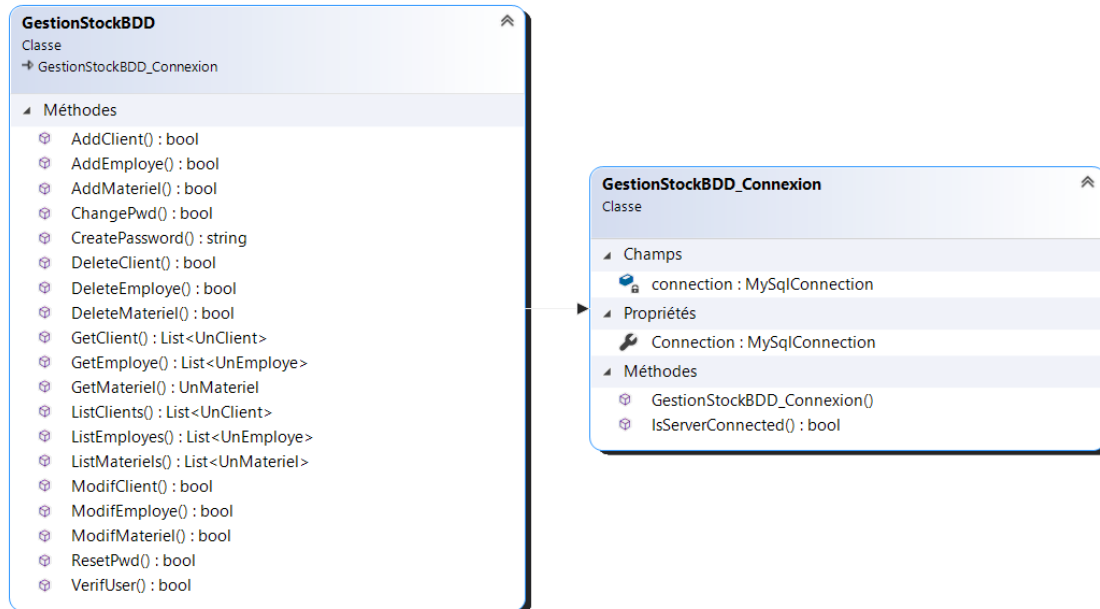 GestionStockBDD
Classe
GestionStockBDD_Connexion
Méthodes
AddClient() : bool
AddEmploye() : bool
AddMateriel() : bool
ChangePwd() : bool
CreatePassword() : string
DeleteClient() : bool
DeleteEmploye() : bool
DeleteMateriel() : bool
GetClient() : List<UnClient>
GetEmploye() : List<UnEmploye>
GetMateriel() : UnMateriel
ListClients() : List<UnClient>
ListEmployes() : List<UnEmploye>
ListMateriels() : List<UnMateriel>
ModifClient() : bool
ModifEmploye() : bool
ModifMateriel() : bool
ResetPwd() : bool
VerifUser() : bool
GestionStockBDD_Connexion
Classe
Champs
connection : MySqlConnection
Propriétés
Connection : MySqlConnection
Méthodes
GestionStockBDD_Connexion()
IsServerConnected() : bool